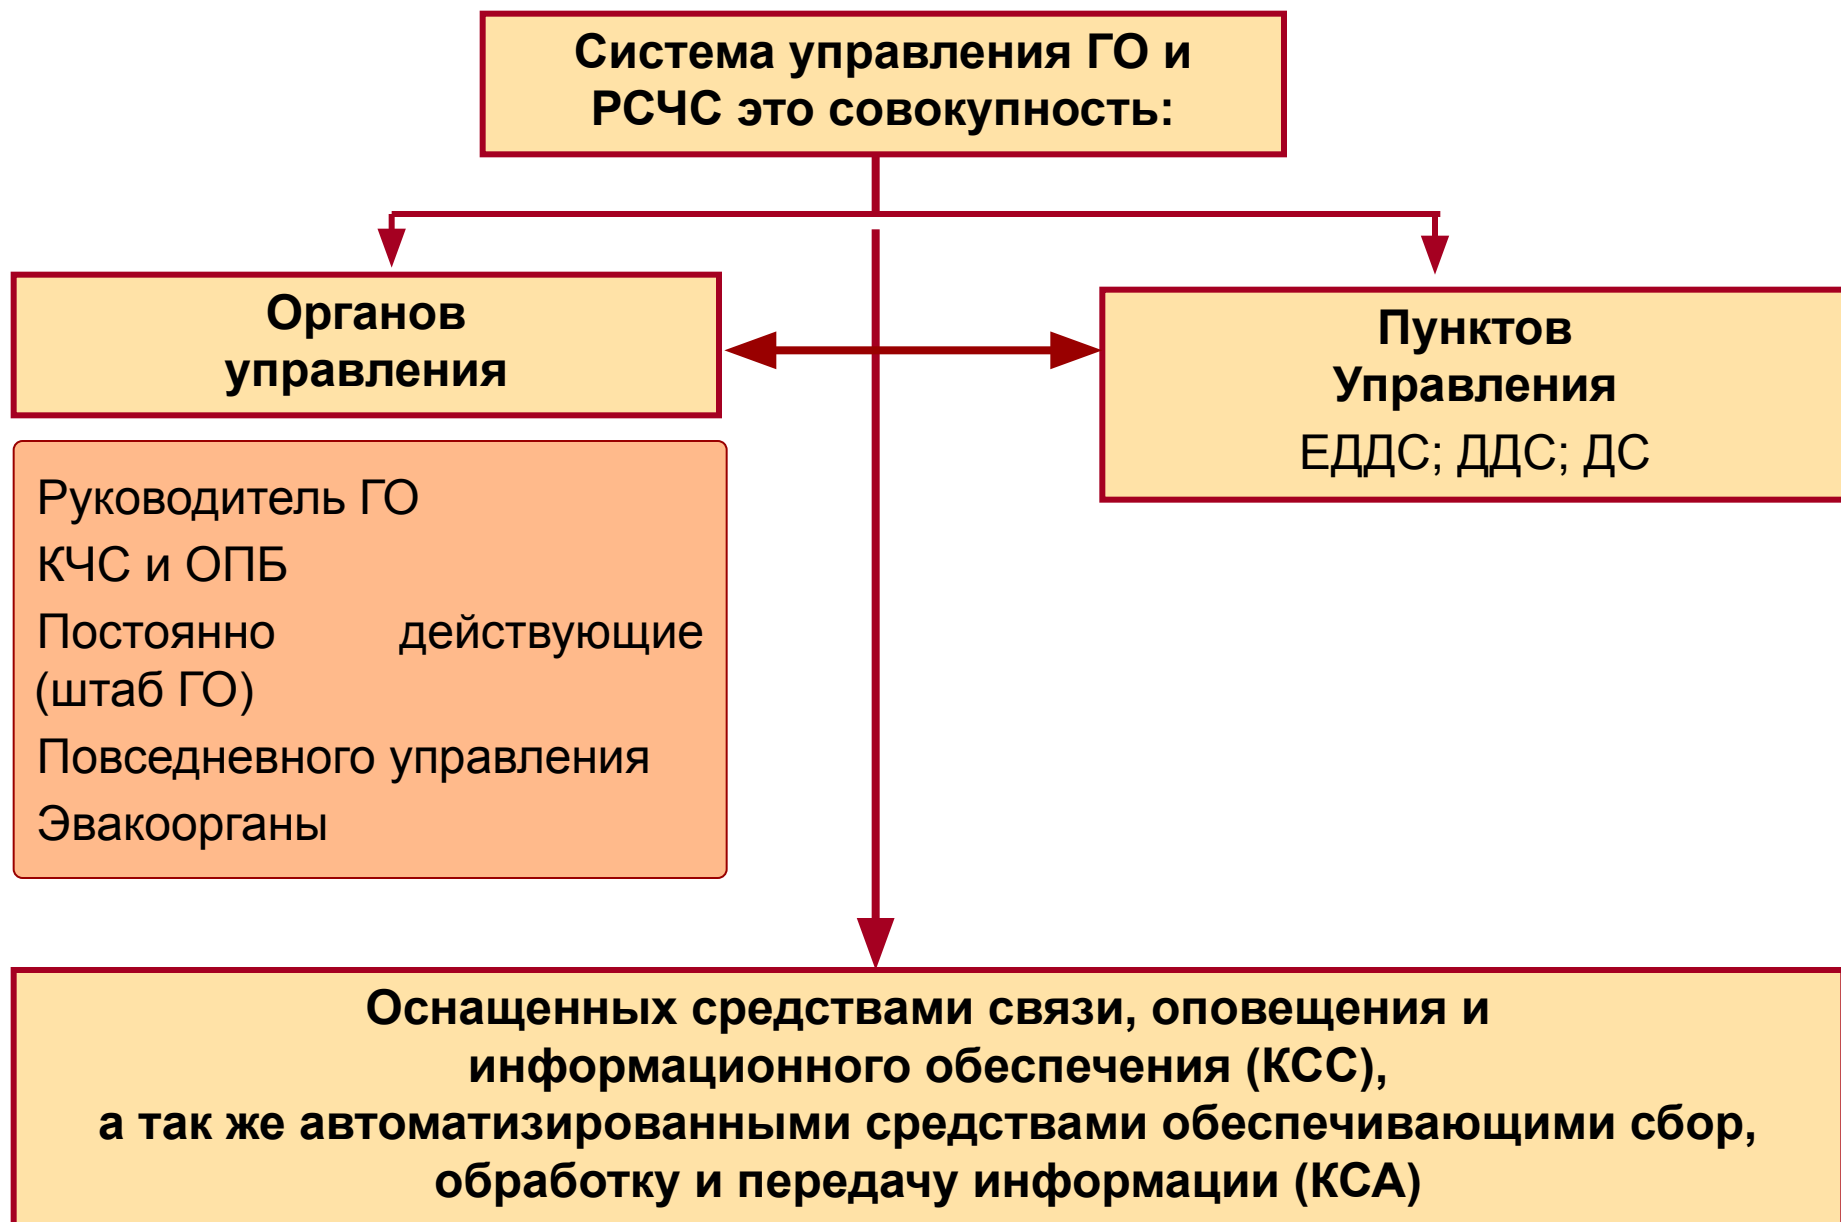 Система управления ГО и
РСЧС это совокупность:
Органов
управления
Пунктов
Управления
ЕДДС; ДДС; ДС
Руководитель ГО
КЧС и ОПБ
Постоянно действующие
(штаб ГО)
Повседневного управления
Эвакоорганы
Оснащенных средствами связи, оповещения и
информационного обеспечения (КСС),
а так же автоматизированными средствами обеспечивающими сбор,
обработку и передачу информации (КСА)